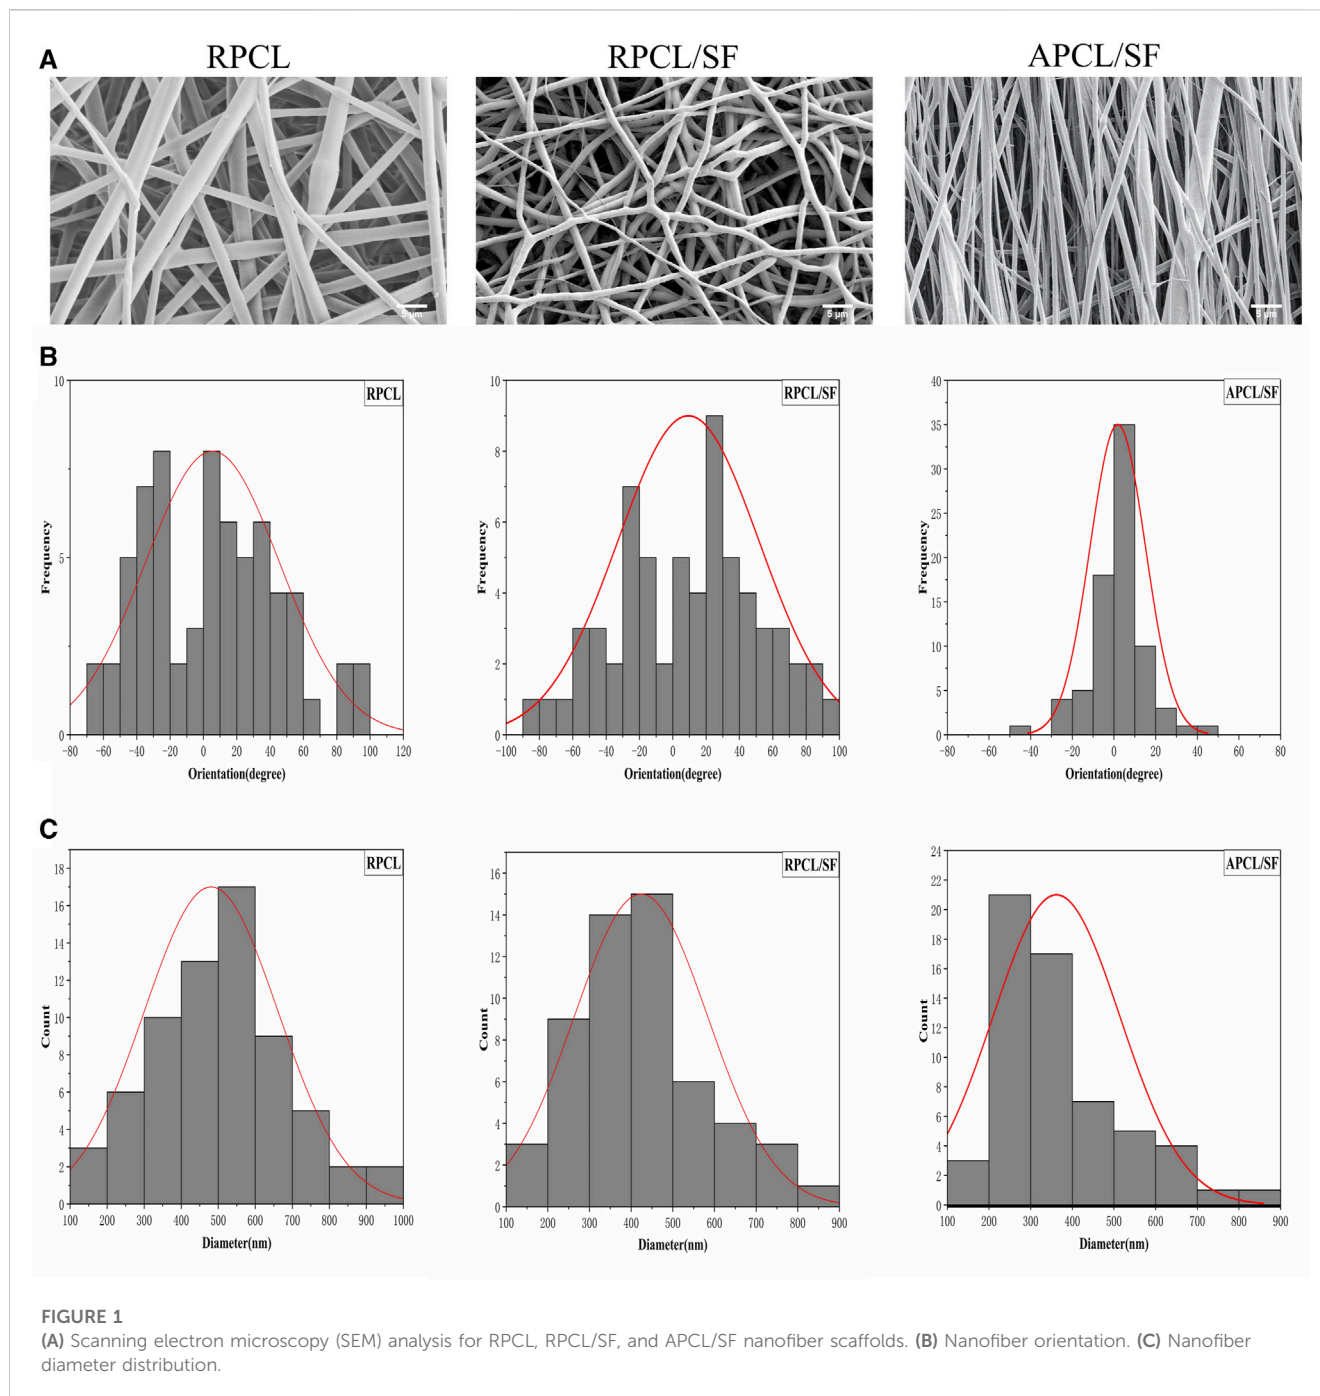 A
RPCL
RPCL/SF
APCL/SF
5 μm
5 μm
5 μm
B
RPCL
10
5
0
Frequency
-80 -60 -40 -20 0 20 40 60 80 100 120
Orientation(degree)
RPCL/SF
10
8
6
4
2
0
Frequency
-100 -80 -60 -40 -20 0 20 40 60 80 100
Orientation(degree)
APCL/SF
40
35
30
25
20
15
10
5
0
Frequency
-80 -60 -40 -20 0 20 40 60 80
Orientation(degree)
C
RPCL
18
16
14
12
10
8
6
4
2
0
Count
100 200 300 400 500 600 700 800 900 1000
Diameter(nm)
RPCL/SF
16
14
12
10
8
6
4
2
0
Count
100 200 300 400 500 600 700 800 900
Diameter(nm)
APCL/SF
24
22
20
18
16
14
12
10
8
6
4
2
0
Count
100 200 300 400 500 600 700 800 900
Diameter(nm)
FIGURE 1
(A) Scanning electron microscopy (SEM) analysis for RPCL, RPCL/SF, and APCL/SF nanofiber scaffolds. (B) Nanofiber orientation. (C) Nanofiber
diameter distribution.